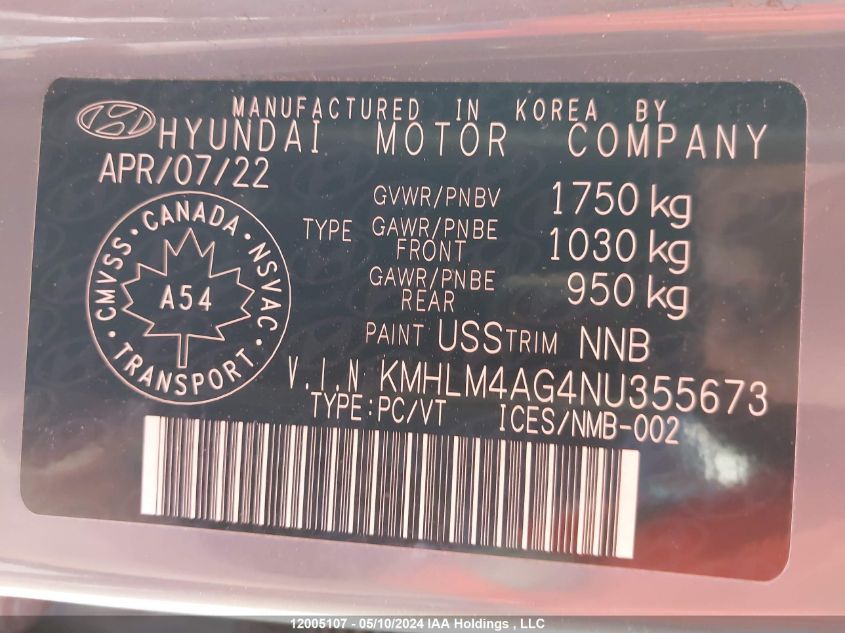 MANUFACTURED IN KOREA BY
HYUNDAI MOTOR COMPANY
APR/07/22
GVWR/PNBV 1750 kg
TYPE GAWR/PNBE FRONT 1030 kg
GAWR/PNBE REAR 950 kg
CMVSS · CANADA · NSVAC
A54
· TRANSPORT ·
PAINT USS TRIM NNB
V.I.N KMHLM4AG4NU355673
TYPE:PC/VT ICES/NMB-002
12005107 - 05/10/2024 IAA Holdings , LLC